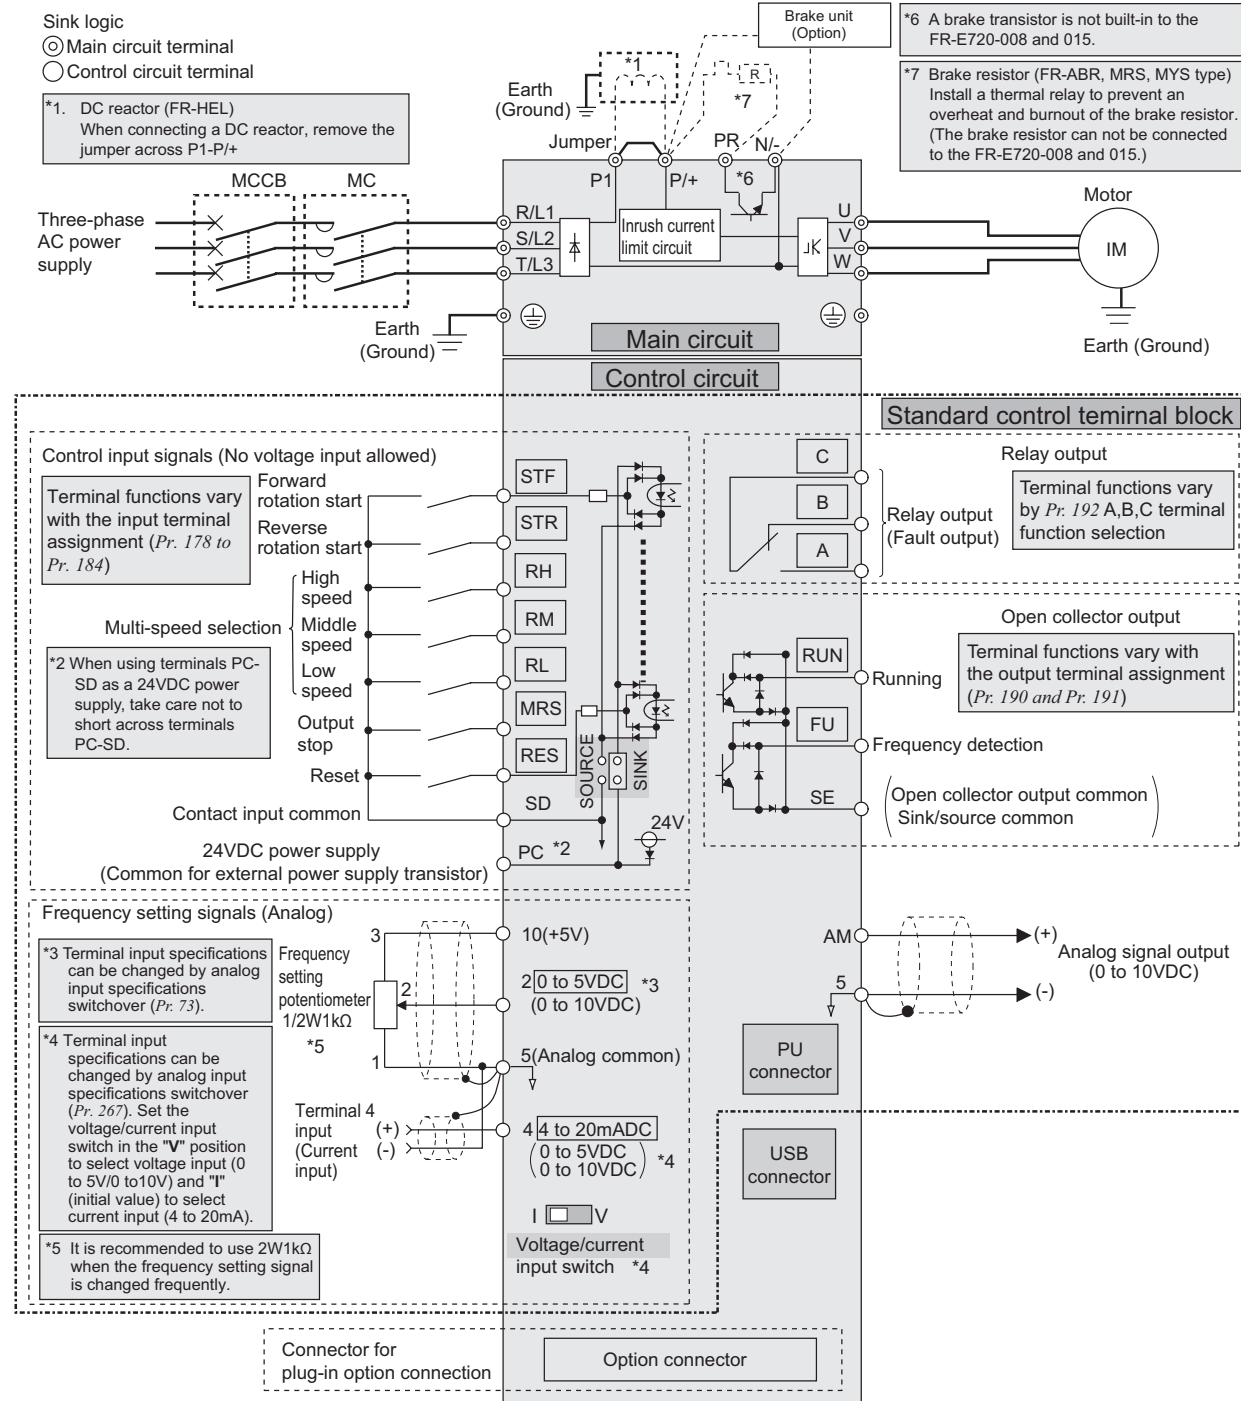 Sink logic
Main circuit terminal
Control circuit terminal
*1. DC reactor (FR-HEL)
When connecting a DC reactor, remove the
jumper across P1-P/+
Brake unit
(Option)
*6 A brake transistor is not built-in to the
FR-E720-008 and 015.
*7 Brake resistor (FR-ABR, MRS, MYS type)
Install a thermal relay to prevent an
overheat and burnout of the brake resistor.
(The brake resistor can not be connected
to the FR-E720-008 and 015.)
*1
Earth
(Ground)
R
*7
Jumper
PR
N/-
P1
P/+
*6
MCCB
MC
Three-phase
AC power
supply
R/L1
S/L2
T/L3
Inrush current
limit circuit
U
V
W
Motor
IM
Earth
(Ground)
Earth (Ground)
Main circuit
Control circuit
Standard control temirnal block
Control input signals (No voltage input allowed)
Terminal functions vary
with the input terminal
assignment (Pr. 178 to
Pr. 184)
Forward
rotation start
Reverse
rotation start
High
speed
Multi-speed selection
Middle
speed
Low
speed
*2 When using terminals PC-
SD as a 24VDC power
supply, take care not to
short across terminals
PC-SD.
Output
stop
Reset
Contact input common
24VDC power supply
(Common for external power supply transistor)
STF
STR
RH
RM
RL
MRS
RES
SD
PC *2
SOURCE
SINK
24V
C
B
A
Relay output
Relay output
(Fault output)
Terminal functions vary
by Pr. 192 A,B,C terminal
function selection
Open collector output
Terminal functions vary with
the output terminal assignment
(Pr. 190 and Pr. 191)
RUN
Running
FU
Frequency detection
SE
Open collector output common
Sink/source common
Frequency setting signals (Analog)
*3 Terminal input specifications
can be changed by analog
input specifications
switchover (Pr. 73).
*4 Terminal input
specifications can be
changed by analog input
specifications switchover
(Pr. 267). Set the
voltage/current input
switch in the "V" position
to select voltage input (0
to 5V/0 to10V) and "I"
(initial value) to select
current input (4 to 20mA).
*5 It is recommended to use 2W1kΩ
when the frequency setting signal
is changed frequently.
Frequency
setting
potentiometer
1/2W1kΩ
*5
3
2
1
10(+5V)
2 0 to 5VDC *3
(0 to 10VDC)
5(Analog common)
Terminal 4
input
(Current
input)
(+)
(-)
4 4 to 20mADC
0 to 5VDC
0 to 10VDC
*4
I V
Voltage/current
input switch *4
AM
5
(+)
(-)
Analog signal output
(0 to 10VDC)
PU
connector
USB
connector
Connector for
plug-in option connection
Option connector